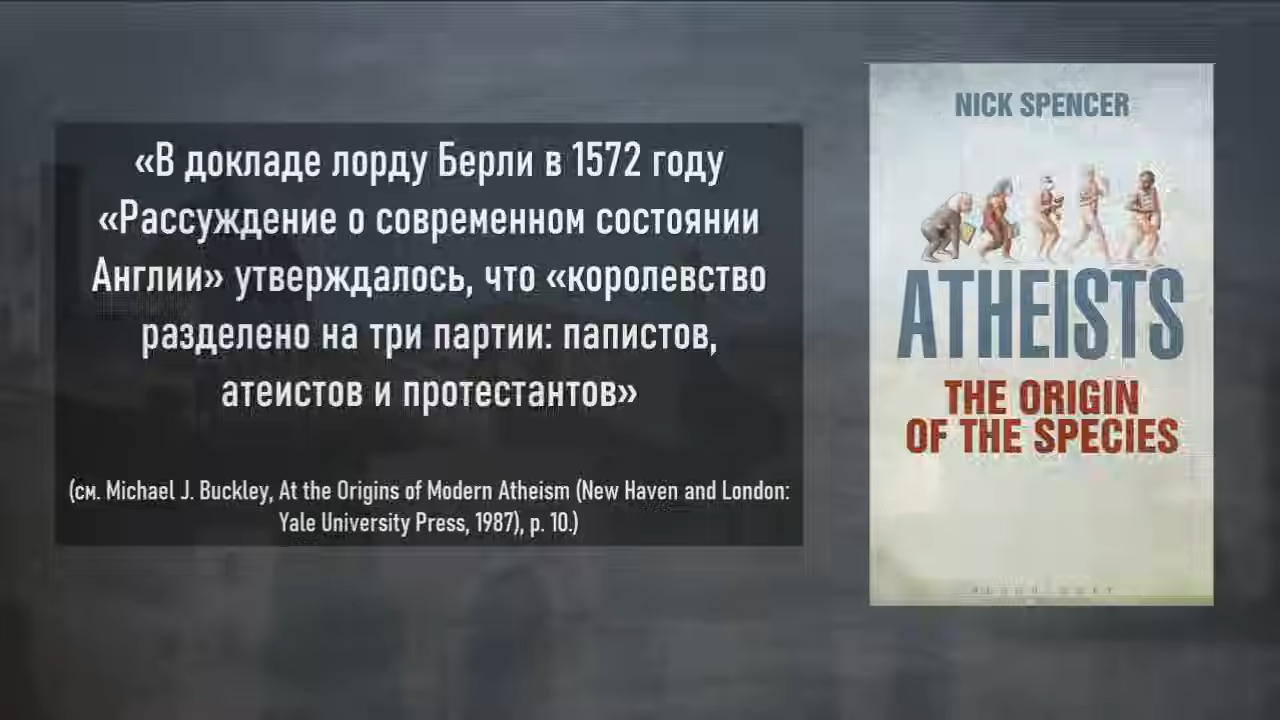 «В докладе лорду Берли в 1572 году
«Рассуждение о современном состоянии
Англии» утверждалось, что «королевство
разделено на три партии: папистов,
атеистов и протестантов»
(см. Michael J. Buckley, At the Origins of Modern Atheism (New Haven and London:
Yale University Press, 1987), p. 10.)
NICK SPENCER
ATHEISTS
THE ORIGIN
OF THE SPECIES